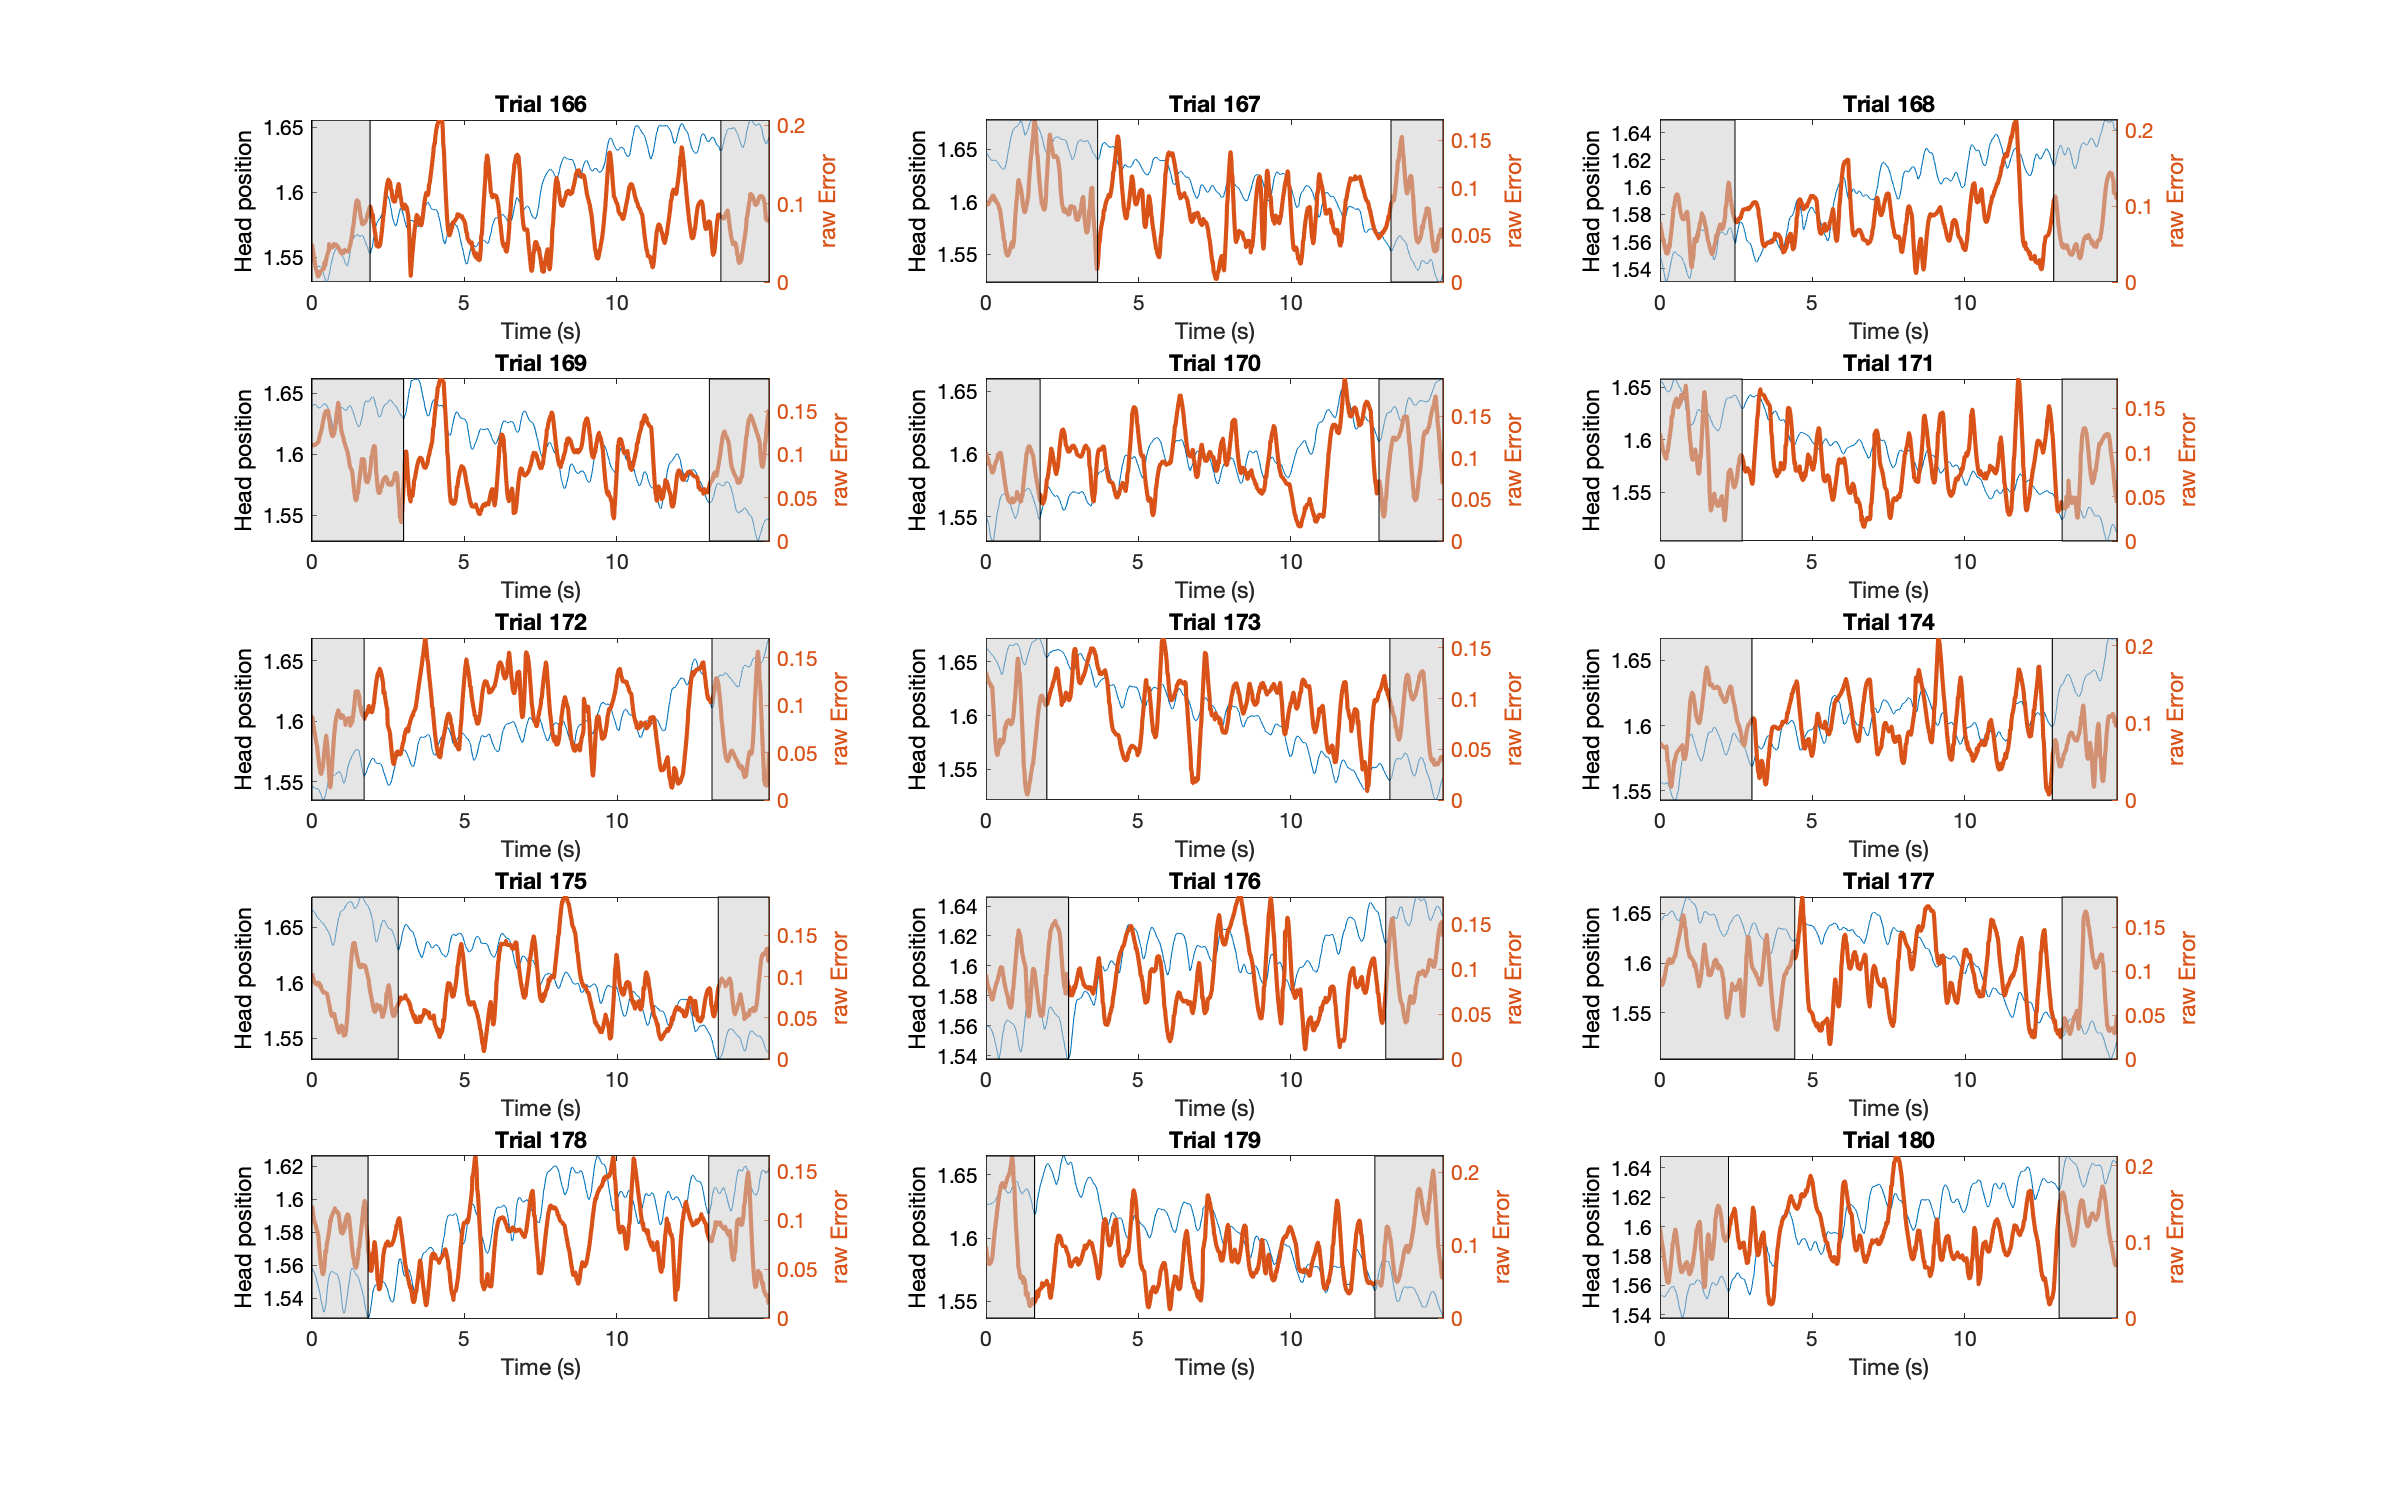 Trial 166
Head position
1.65
1.6
1.55
0.2
0.1
0
raw Error
0
5
10
Time (s)
Trial 167
Head position
1.65
1.6
1.55
0.15
0.1
0.05
0
raw Error
0
5
10
Time (s)
Trial 168
Head position
1.64
1.62
1.6
1.58
1.56
1.54
0.2
0.1
0
raw Error
0
5
10
Time (s)
Trial 169
Head position
1.65
1.6
1.55
0.15
0.1
0.05
0
raw Error
0
5
10
Time (s)
Trial 170
Head position
1.65
1.6
1.55
0.15
0.1
0.05
0
raw Error
0
5
10
Time (s)
Trial 171
Head position
1.65
1.6
1.55
0.15
0.1
0.05
0
raw Error
0
5
10
Time (s)
Trial 172
Head position
1.65
1.6
1.55
0.15
0.1
0.05
0
raw Error
0
5
10
Time (s)
Trial 173
Head position
1.65
1.6
1.55
0.15
0.1
0.05
0
raw Error
0
5
10
Time (s)
Trial 174
Head position
1.65
1.6
1.55
0.2
0.1
0
raw Error
0
5
10
Time (s)
Trial 175
Head position
1.65
1.6
1.55
0.15
0.1
0.05
0
raw Error
0
5
10
Time (s)
Trial 176
Head position
1.64
1.62
1.6
1.58
1.56
1.54
0.15
0.1
0.05
0
raw Error
0
5
10
Time (s)
Trial 177
Head position
1.65
1.6
1.55
0.15
0.1
0.05
0
raw Error
0
5
10
Time (s)
Trial 178
Head position
1.62
1.6
1.58
1.56
1.54
0.15
0.1
0.05
0
raw Error
0
5
10
Time (s)
Trial 179
Head position
1.65
1.6
1.55
0.2
0.1
0
raw Error
0
5
10
Time (s)
Trial 180
Head position
1.64
1.62
1.6
1.58
1.56
1.54
0.2
0.1
0
raw Error
0
5
10
Time (s)